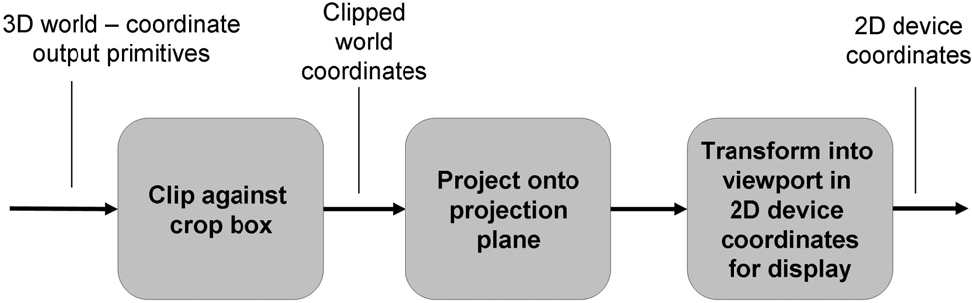 3D world – coordinate
output primitives
Clipped
world
coordinates
2D device
coordinates
Clip against
crop box
Project onto
projection
plane
Transform into
viewport in
2D device
coordinates
for display